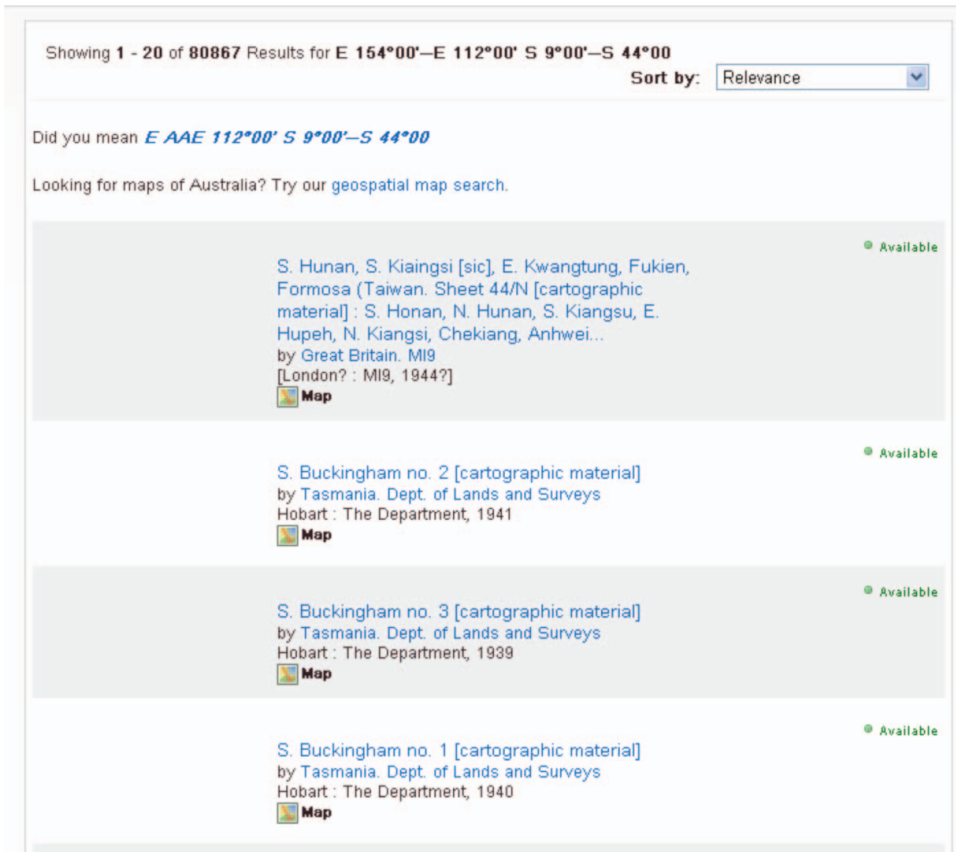 Showing 1 - 20 of 80867 Results for E 154°00'—E 112°00' S 9°00'—S 44°00
Sort by: Relevance
Did you mean E AAE 112°00' S 9°00'—S 44°00
Looking for maps of Australia? Try our geospatial map search.
Available
S. Hunan, S. Kiaingsi [sic], E. Kwangtung, Fukien,
Formosa (Taiwan. Sheet 44/N [cartographic
material] : S. Honan, N. Hunan, S. Kiangsu, E.
Hupeh, N. Kiangsi, Chekiang, Anhwei...
by Great Britain. MI9
[London? : MI9, 1944?]
Map
Available
S. Buckingham no. 2 [cartographic material]
by Tasmania. Dept. of Lands and Surveys
Hobart : The Department, 1941
Map
Available
S. Buckingham no. 3 [cartographic material]
by Tasmania. Dept. of Lands and Surveys
Hobart : The Department, 1939
Map
Available
S. Buckingham no. 1 [cartographic material]
by Tasmania. Dept. of Lands and Surveys
Hobart : The Department, 1940
Map